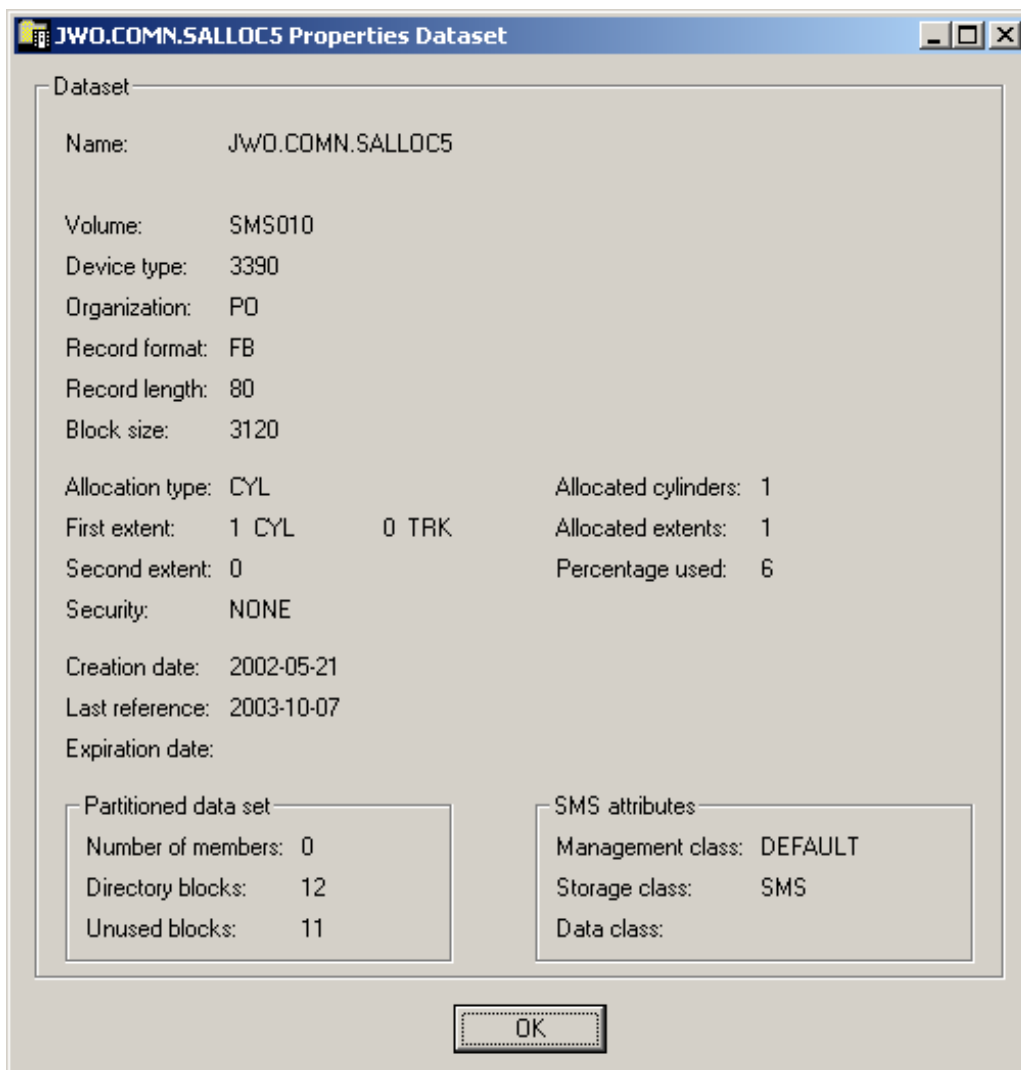 JWO.COMN.SALLOC5 Properties Dataset
Dataset
Name: JWO.COMN.SALLOC5
Volume: SMS010
Device type: 3390
Organization: PO
Record format: FB
Record length: 80
Block size: 3120
Allocation type: CYL Allocated cylinders: 1
First extent: 1 CYL 0 TRK Allocated extents: 1
Second extent: 0 Percentage used: 6
Security: NONE
Creation date: 2002-05-21
Last reference: 2003-10-07
Expiration date:
Partitioned data set
Number of members: 0
Directory blocks: 12
Unused blocks: 11
SMS attributes
Management class: DEFAULT
Storage class: SMS
Data class:
OK